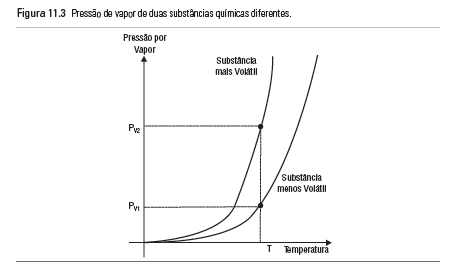 Figura 11.3 Pressão de vapor de duas substâncias químicas diferentes.
Pressão por
Vapor
Substância
mais Volátil
PV2
Substância
menos Volátil
PV1
T
Temperatura